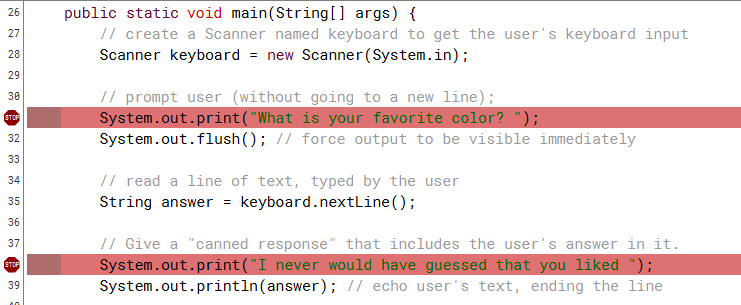 26 public static void main(String[] args) {
27 // create a Scanner named keyboard to get the user's keyboard input
28 Scanner keyboard = new Scanner(System.in);
29
30 // prompt user (without going to a new line);
STOP System.out.print("What is your favorite color? ");
32 System.out.flush(); // force output to be visible immediately
33
34 // read a line of text, typed by the user
35 String answer = keyboard.nextLine();
36
37 // Give a "canned response" that includes the user's answer in it.
STOP System.out.print("I never would have guessed that you liked ");
39 System.out.println(answer); // echo user's text, ending the line